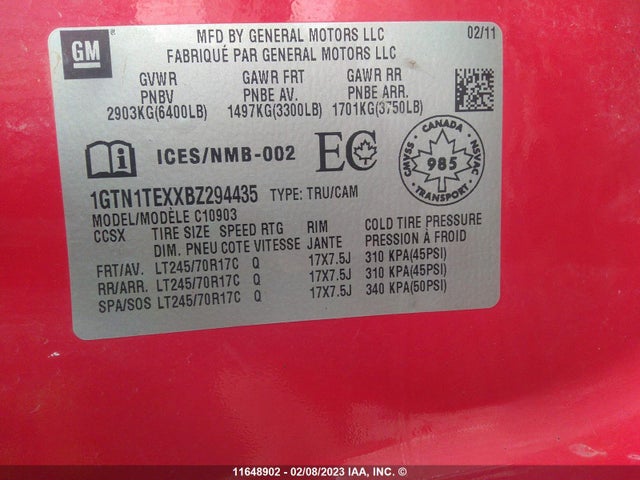 GM
MFD BY GENERAL MOTORS LLC 02/11
FABRIQUÉ PAR GENERAL MOTORS LLC
GVWR GAWR FRT GAWR RR
PNBV PNBE AV. PNBE ARR.
2903KG(6400LB) 1497KG(3300LB) 1701KG(3750LB)
ICES/NMB-002 EC
CANADA
CMVSS 985 NSVAC
TRANSPORT
1GTN1TEXXBZ294435 TYPE: TRU/CAM
MODEL/MODÈLE C10903
CCSX TIRE SIZE SPEED RTG RIM COLD TIRE PRESSURE
DIM. PNEU COTE VITESSE JANTE PRESSION À FROID
FRT/AV. LT245/70R17C Q 17X7.5J 310 KPA(45PSI)
RR/ARR. LT245/70R17C Q 17X7.5J 310 KPA(45PSI)
SPA/SOS LT245/70R17C Q 17X7.5J 340 KPA(50PSI)
11648902 - 02/08/2023 IAA, INC. ©